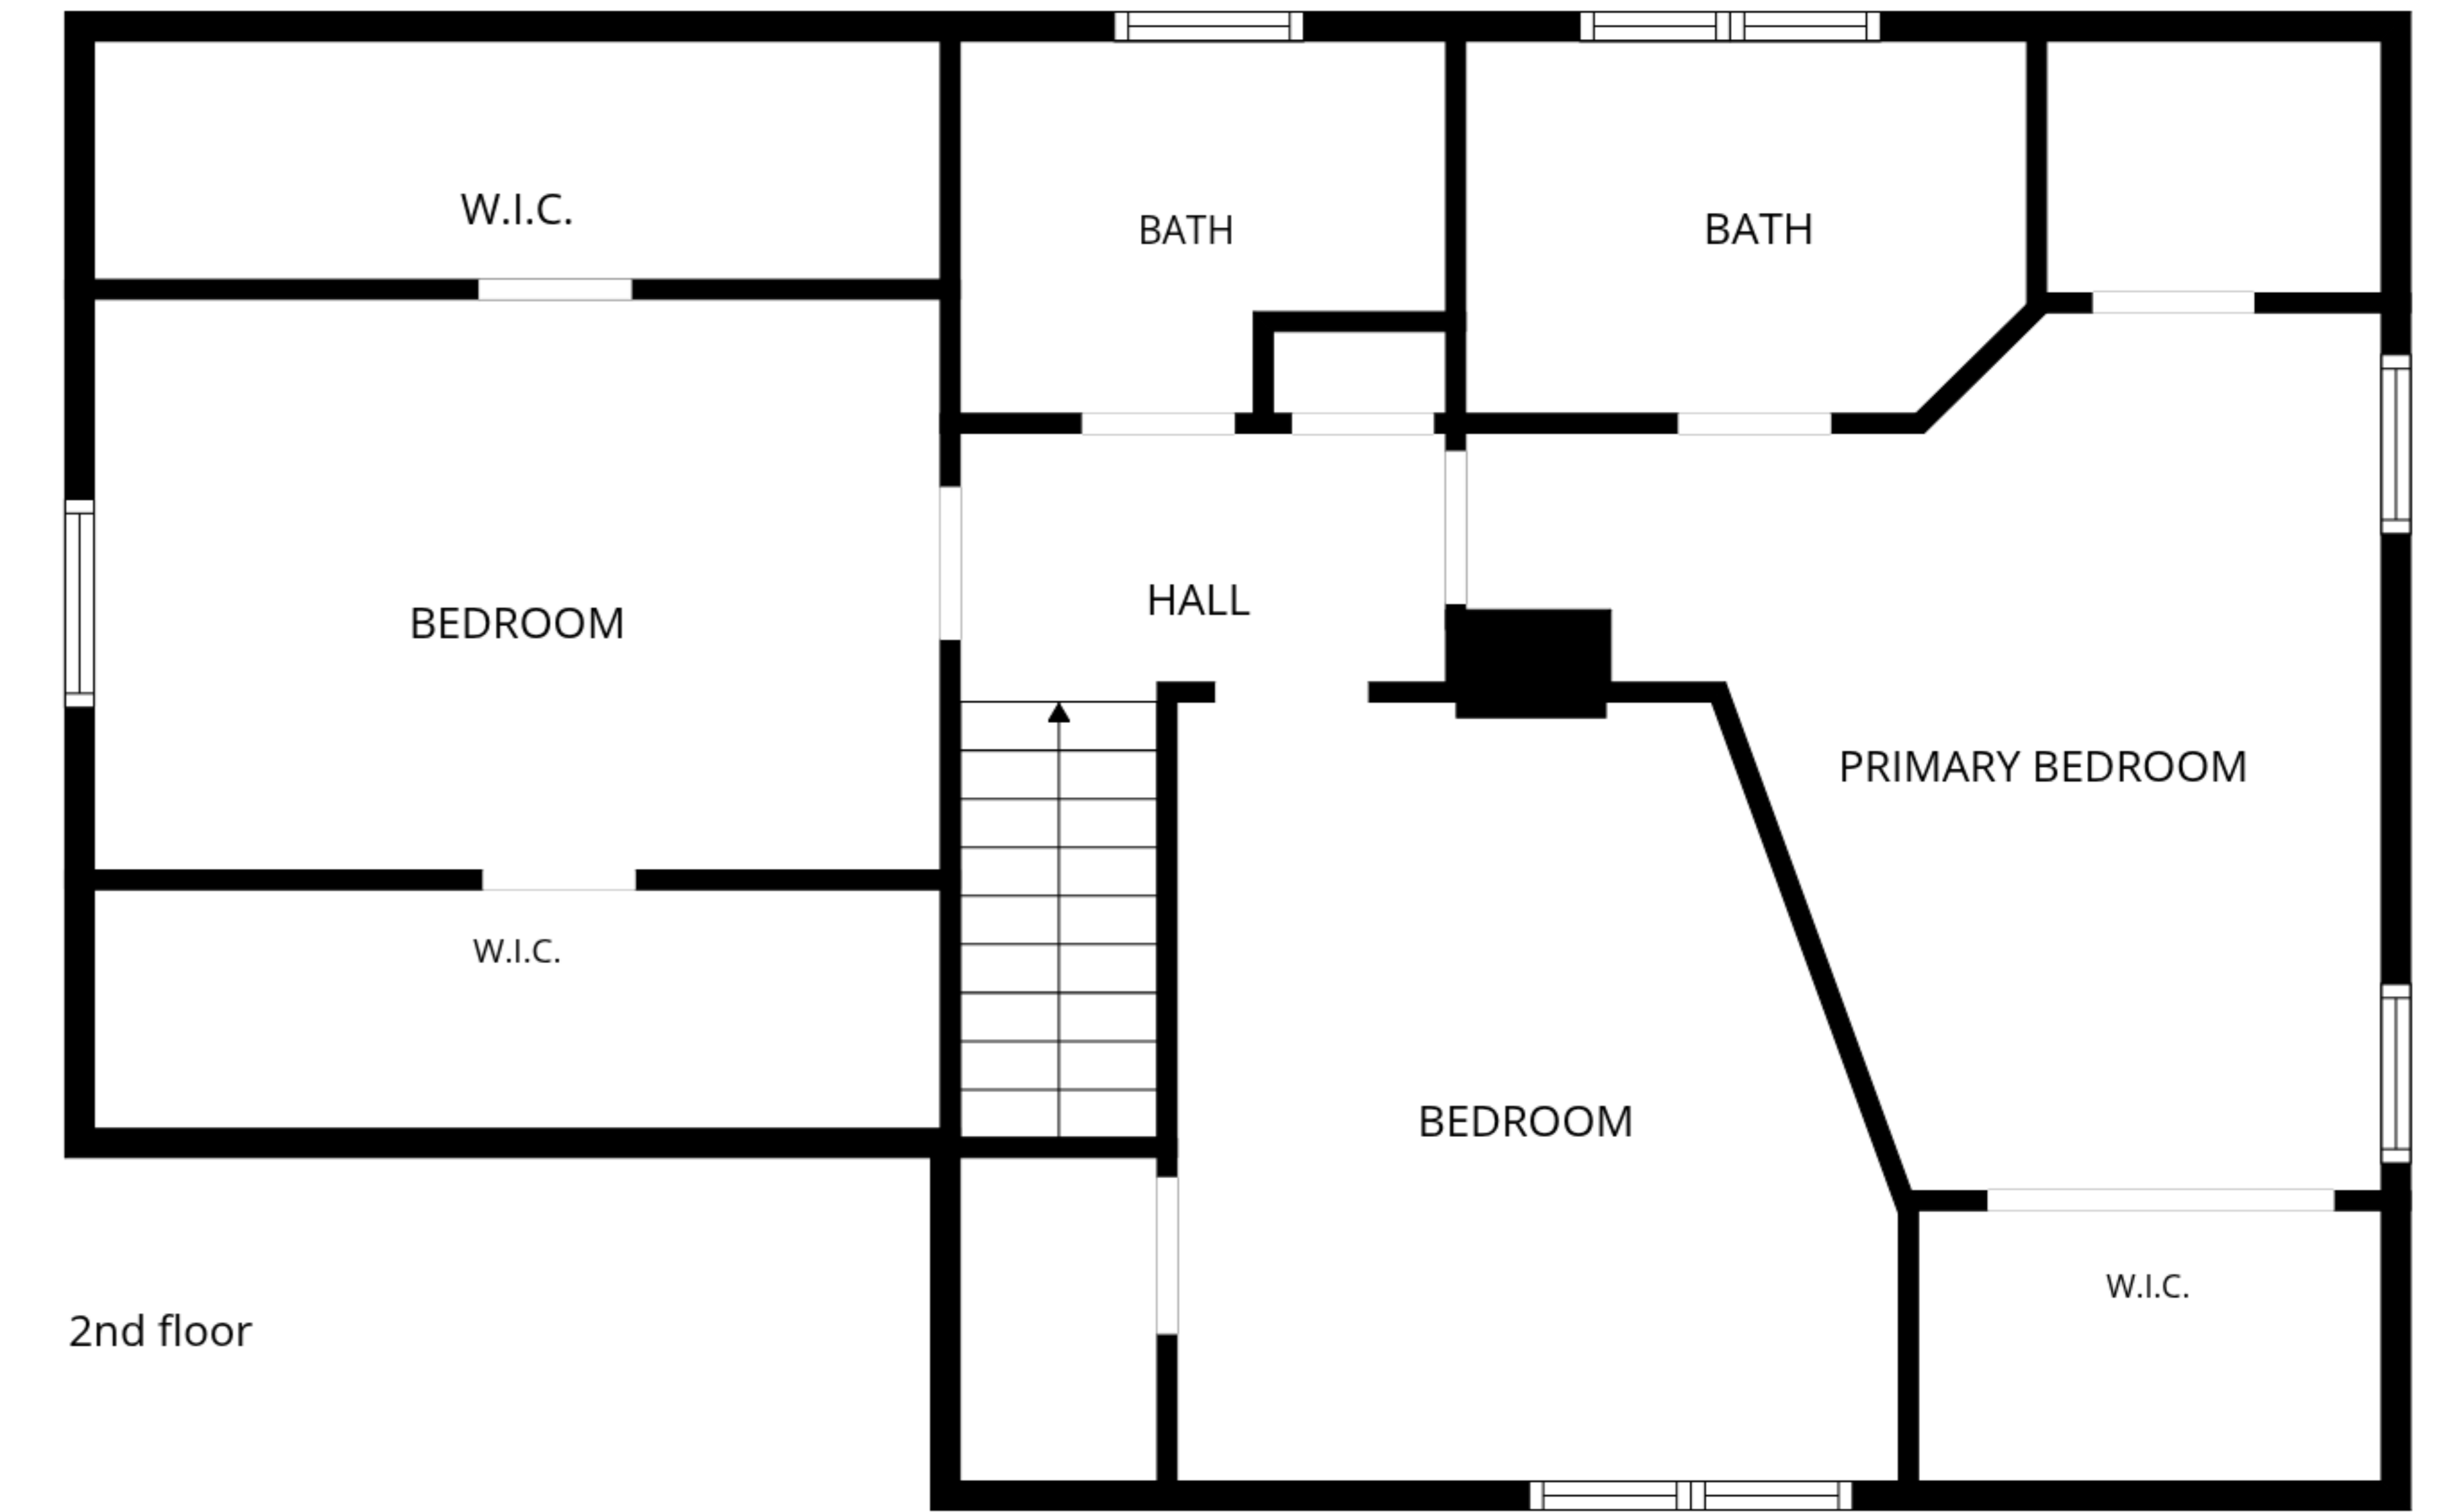 W.I.C.
BATH
BATH
BEDROOM
HALL
PRIMARY BEDROOM
W.I.C.
BEDROOM
W.I.C.
2nd floor